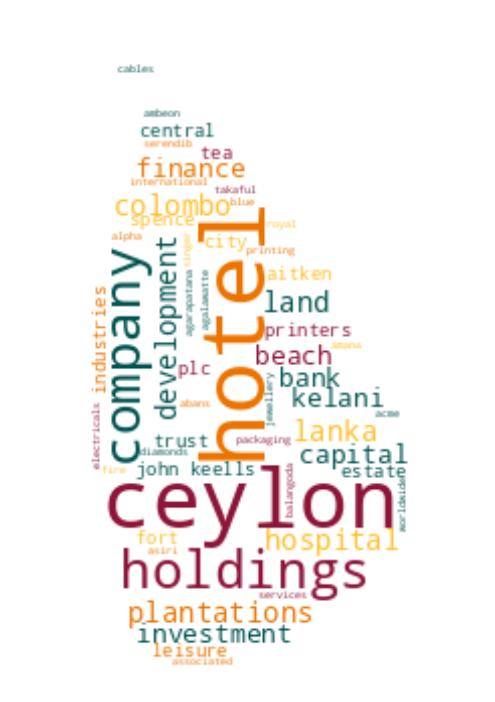 cables
ambeon
central
serendib
tea
finance
international
takaful
colombo
blue
spence
royal
alpha
city
singer
printing
hotel
company
development
aitken
agarapatana
agalawatte
industries
land
printers
amana
beach
plc
bank
jewellery
kelani
abans
acme
electricals
lanka
trust
packaging
diamonds
capital
fire
john keells
estate
balangoda
worldwide
ceylon
fort
hospital
asiri
holdings
services
plantations
investment
leisure
associated